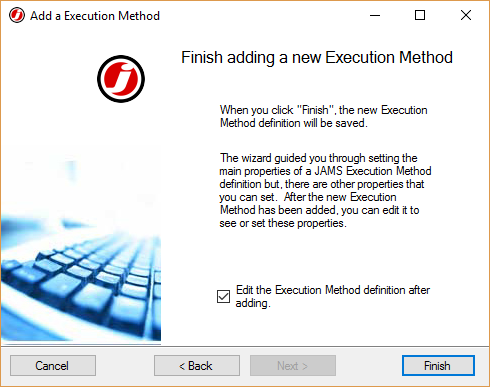 Add a Execution Method
Finish adding a new Execution Method
When you click "Finish", the new Execution
Method definition will be saved.
The wizard guided you through setting the
main properties of a JAMS Execution Method
definition but, there are other properties that
you can set.  After the new Execution
Method has been added, you can edit it to
see or set these properties.
Edit the Execution Method definition after
adding.
Cancel
< Back
Next >
Finish